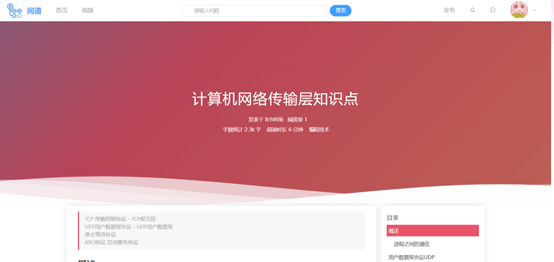 问道 首页 视频 请输入问题 搜索 发布
计算机网络传输层知识点
发表于 8小时前 阅读量 1
字数统计 2.3k 字 阅读时长 6 分钟 编程技术
TCP 传输控制协议 - TCP报文段
UDP用户数据报协议 - UDP用户数据报
停止等待协议
ARQ协议 自动重传协议
目录
概述
进程之间的通信
用户数据报协议UDP
概述